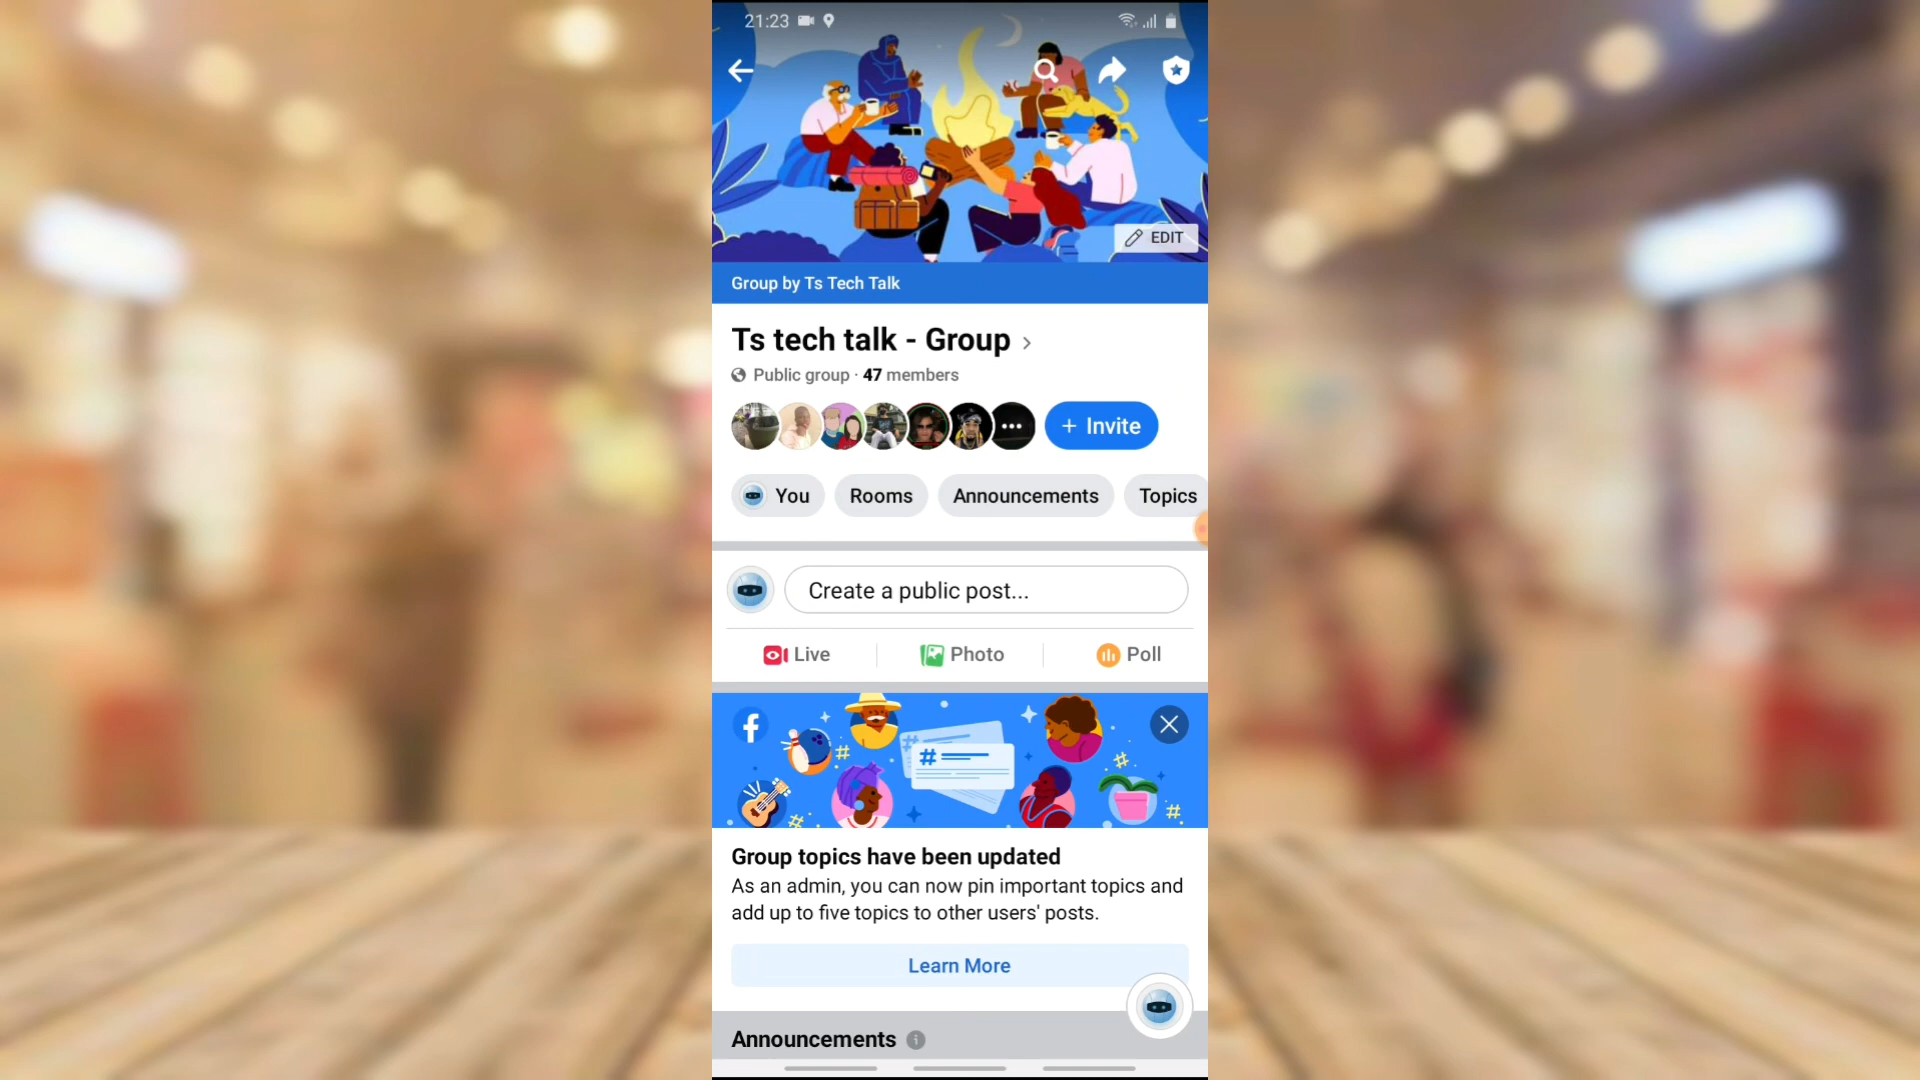 21:23
EDIT
Group by Ts Tech Talk
Ts tech talk - Group
Public group · 47 members
+ Invite
You
Rooms
Announcements
Topics
Create a public post...
Live
Photo
Poll
Group topics have been updated
As an admin, you can now pin important topics and
add up to five topics to other users' posts.
Learn More
Announcements